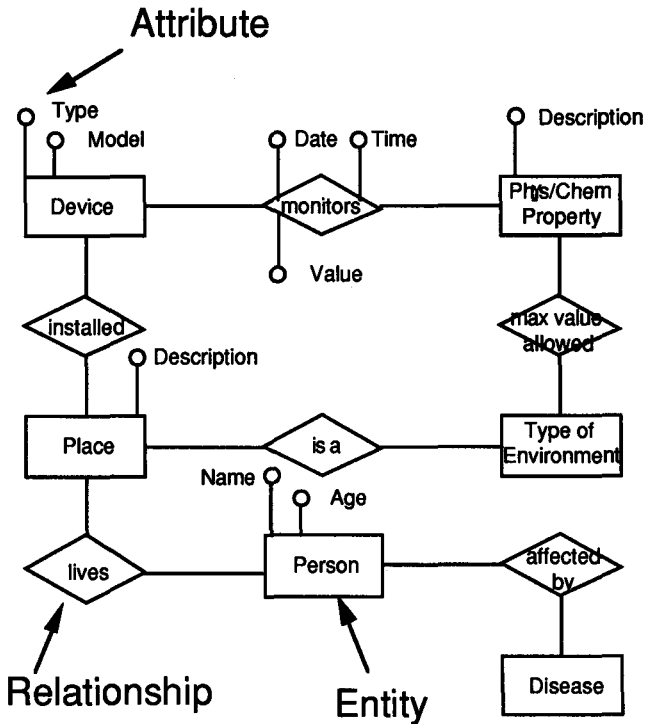 Attribute
Type
Model
Date
Time
Description
Device
monitors
Phys/Chem
Property
Value
installed
max value
allowed
Description
Place
is a
Type of
Environment
Name
Age
lives
Person
affected
by
Relationship
Entity
Disease